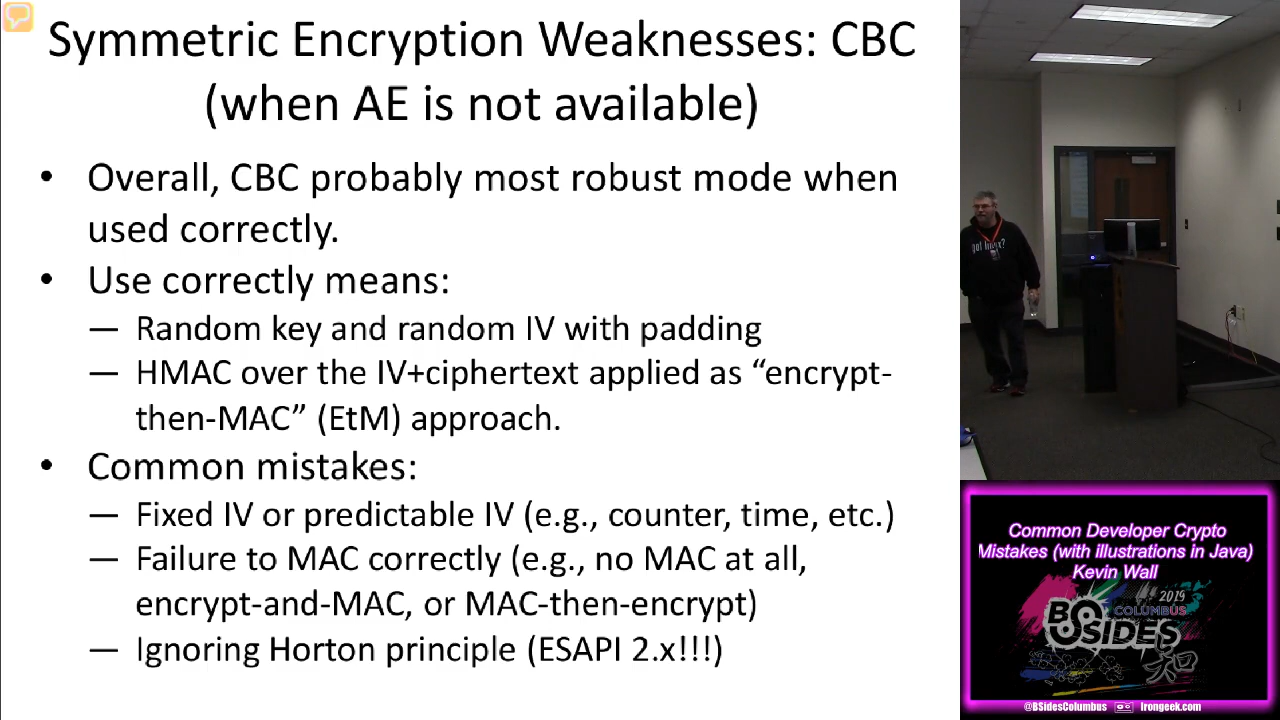 Symmetric Encryption Weaknesses: CBC
(when AE is not available)
• Overall, CBC probably most robust mode when
used correctly.
• Use correctly means:
— Random key and random IV with padding
— HMAC over the IV+ciphertext applied as “encrypt-
then-MAC” (EtM) approach.
• Common mistakes:
— Fixed IV or predictable IV (e.g., counter, time, etc.)
— Failure to MAC correctly (e.g., no MAC at all,
encrypt-and-MAC, or MAC-then-encrypt)
— Ignoring Horton principle (ESAPI 2.x!!!)
got linux?
Common Developer Crypto
Mistakes (with illustrations in Java)
Kevin Wall
2019
COLUMBUS
BSIDES
@BSidesColumbus
Irongeek.com